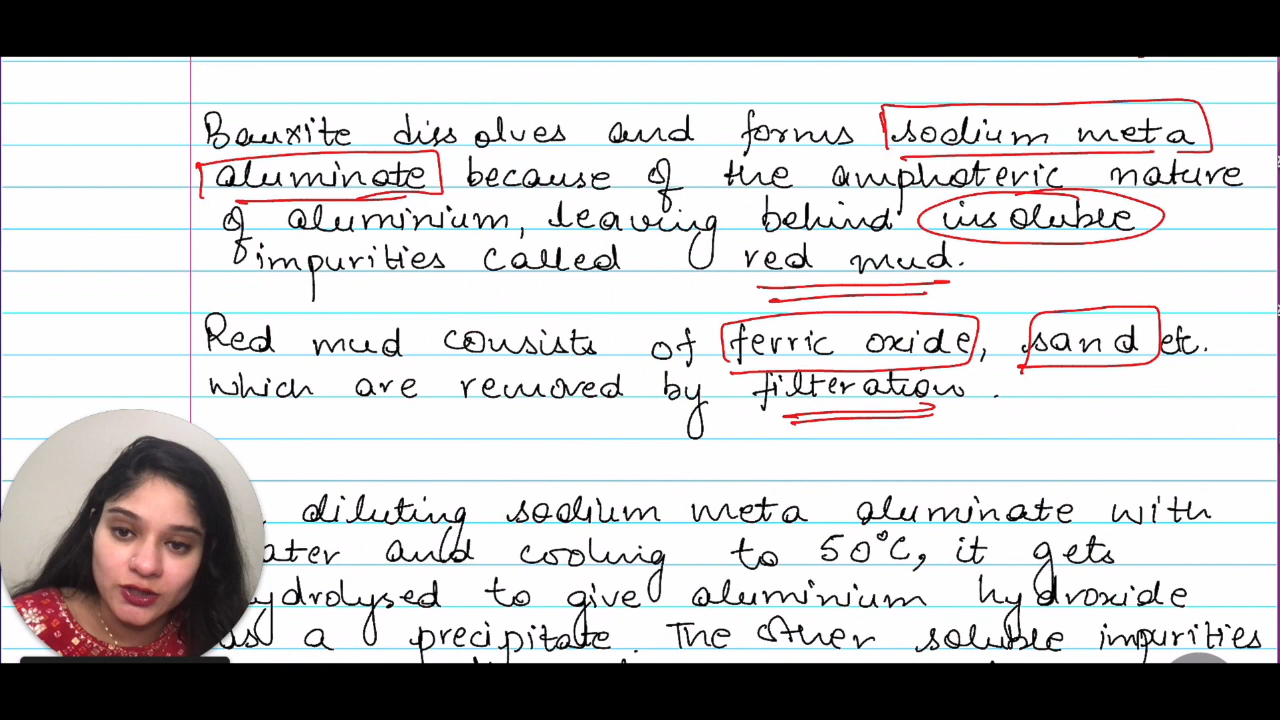 Bauxite dissolves and forms sodium meta
aluminate because of the amphoteric nature
of aluminium, leaving behind insoluble
impurities called red mud.
Red mud consists of ferric oxide, sand etc.
which are removed by filteration.
diluting sodium meta aluminate with
and cooling to 50°C, it gets
to give aluminium hydroxide
a precipitate. The other soluble impurities